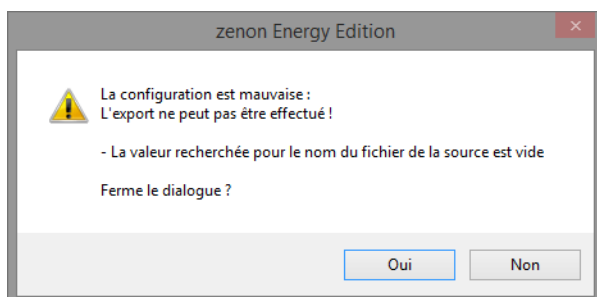 zenon Energy Edition
La configuration est mauvaise :
L'export ne peut pas être effectué !
- La valeur recherchée pour le nom du fichier de la source est vide
Ferme le dialogue ?
Oui
Non